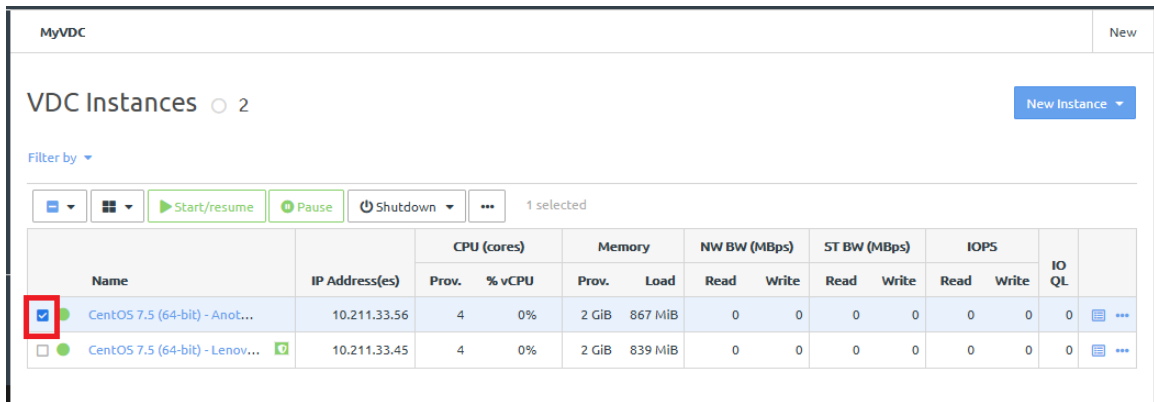 MyVDC New
VDC Instances 2
New Instance
Filter by
Start/resume Pause Shutdown ••• 1 selected
CPU (cores) Memory NW BW (MBps) ST BW (MBps) IOPS IO QL
Name IP Address(es) Prov. % vCPU Prov. Load Read Write Read Write Read Write
CentOS 7.5 (64-bit) - Anot... 10.211.33.56 4 0% 2 GiB 867 MiB 0 0 0 0 0 0 0 •••
CentOS 7.5 (64-bit) - Lenov... 10.211.33.45 4 0% 2 GiB 839 MiB 0 0 0 0 0 0 0 •••